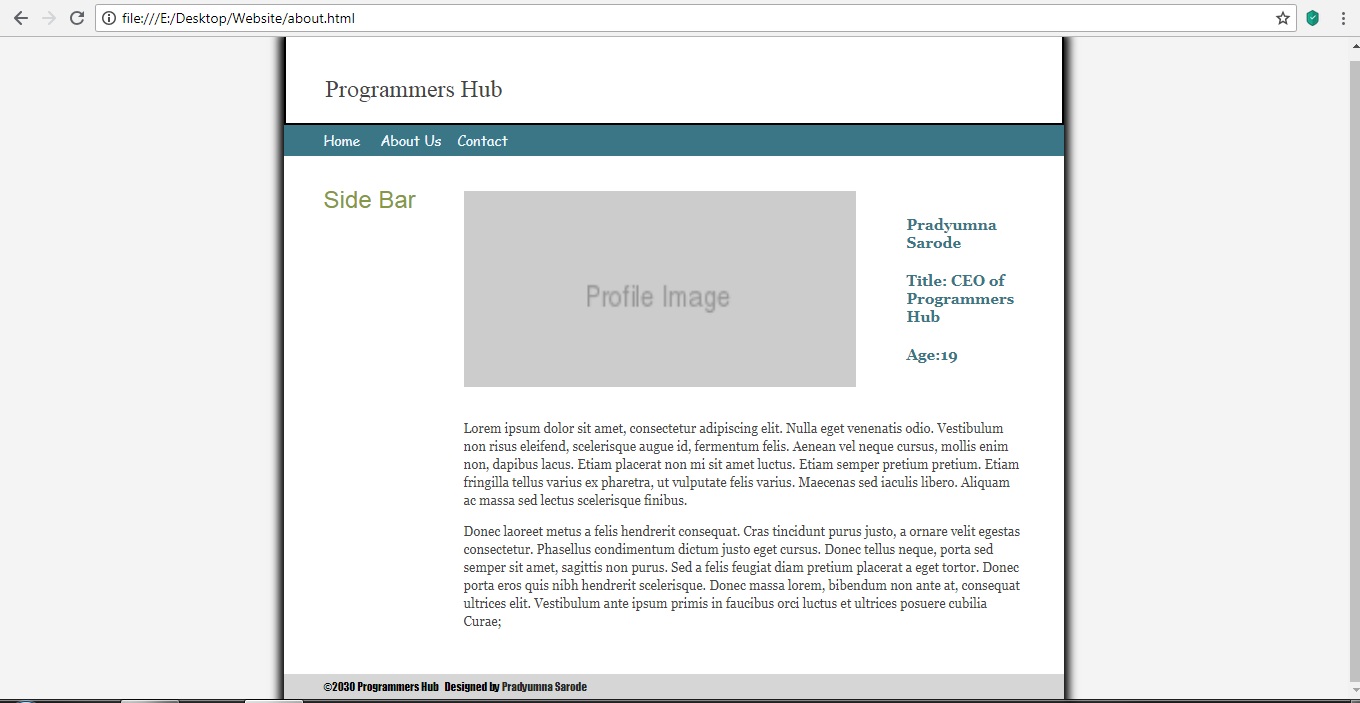 file:///E:/Desktop/Website/about.html
Programmers Hub
Home About Us Contact
Side Bar
Profile Image
Pradyumna
Sarode
Title: CEO of
Programmers
Hub
Age:19
Lorem ipsum dolor sit amet, consectetur adipiscing elit. Nulla eget venenatis odio. Vestibulum
non risus eleifend, scelerisque augue id, fermentum felis. Aenean vel neque cursus, mollis enim
non, dapibus lacus. Etiam placerat non mi sit amet luctus. Etiam semper pretium pretium. Etiam
fringilla tellus varius ex pharetra, ut vulputate felis varius. Maecenas sed iaculis libero. Aliquam
ac massa sed lectus scelerisque finibus.
Donec laoreet metus a felis hendrerit consequat. Cras tincidunt purus justo, a ornare velit egestas
consectetur. Phasellus condimentum dictum justo eget cursus. Donec tellus neque, porta sed
semper sit amet, sagittis non purus. Sed a felis feugiat diam pretium placerat a eget tortor. Donec
porta eros quis nibh hendrerit scelerisque. Donec massa lorem, bibendum non ante at, consequat
ultrices elit. Vestibulum ante ipsum primis in faucibus orci luctus et ultrices posuere cubilia
Curae;
©2030 Programmers Hub Designed by Pradyumna Sarode